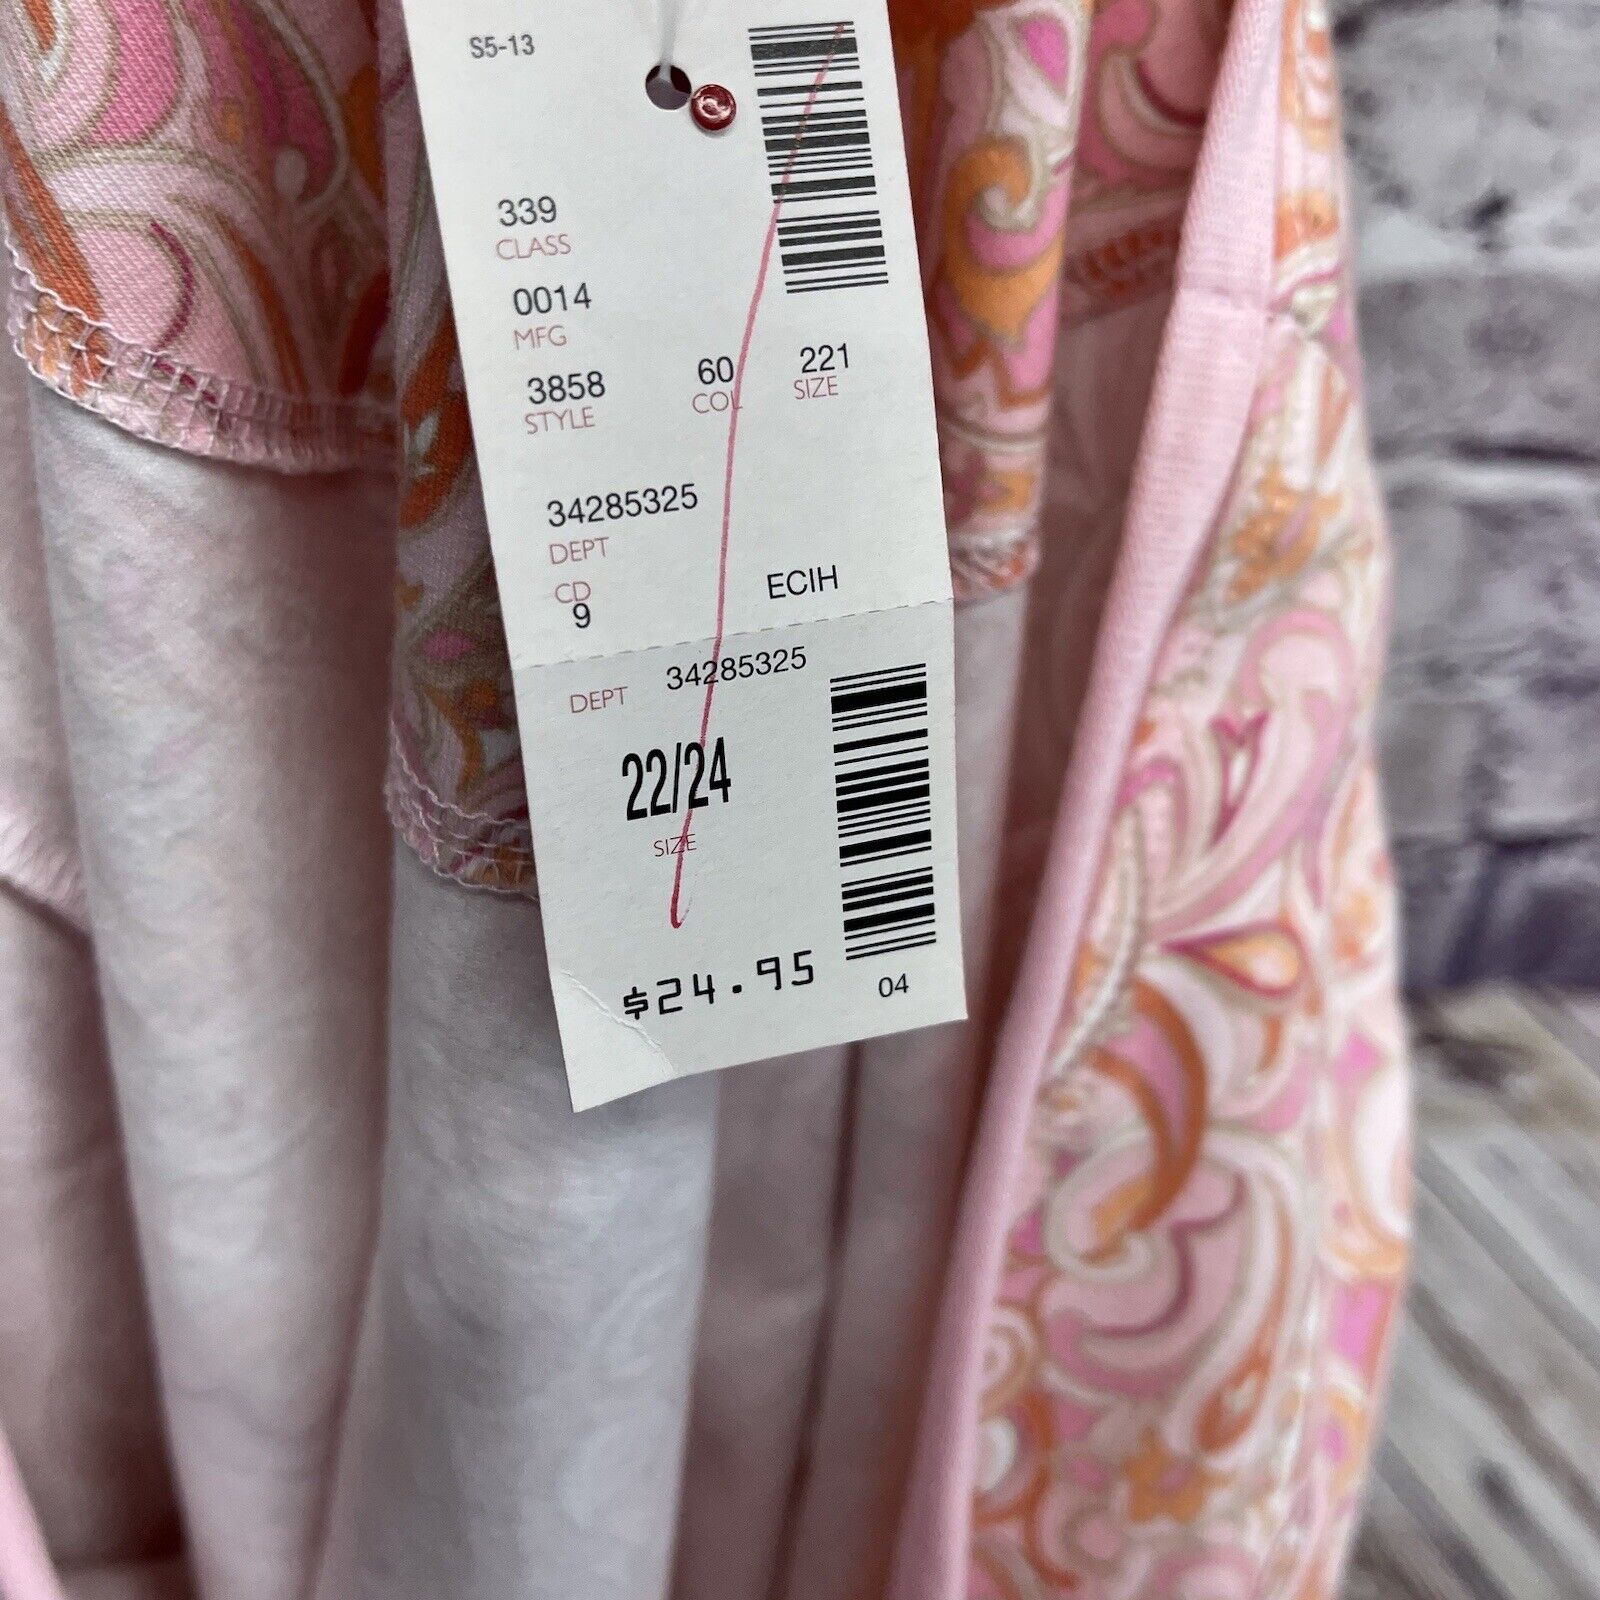 S5-13
339
CLASS
0014
MFG
3858 60 221
STYLE COL SIZE
34285325
DEPT
CD
9 ECIH
DEPT 34285325
22/24
SIZE
$24.95
04